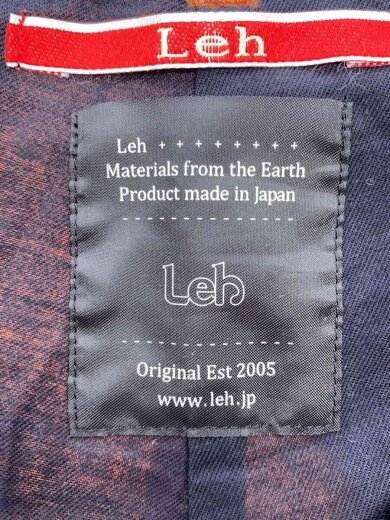 Leh
Leh + + + + + + + +
Materials from the Earth
Product made in Japan
Leh
Original Est 2005
www.leh.jp